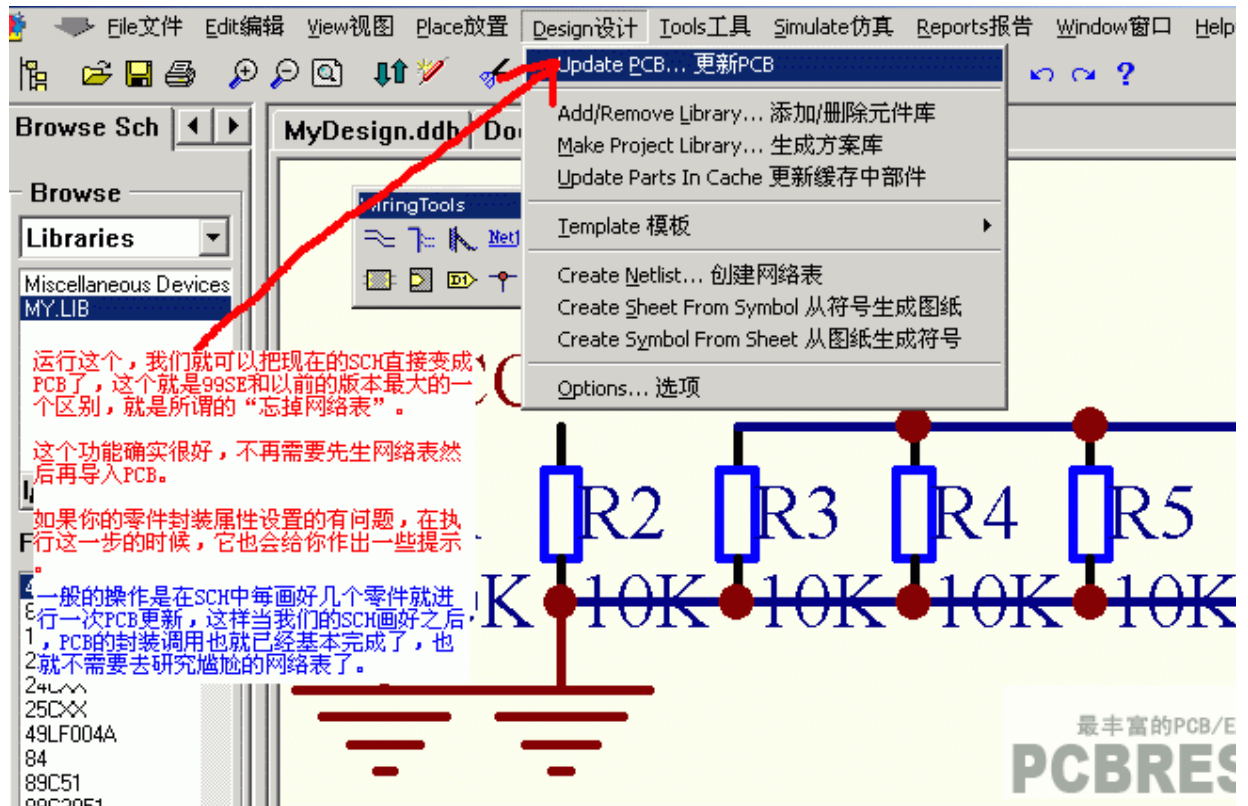 File文件 Edit编辑 View视图 Place放置 Design设计 Tools工具 Simulate仿真 Reports报告 Window窗口 Help
Update PCB... 更新PCB
Add/Remove Library... 添加/删除元件库
Make Project Library... 生成方案库
Update Parts In Cache 更新缓存中部件
Template 模板
Create Netlist... 创建网络表
Create Sheet From Symbol 从符号生成图纸
Create Symbol From Sheet 从图纸生成符号
Options... 选项
Browse Sch
MyDesign.ddb
Browse
WiringTools
Libraries
Net1
D1
Miscellaneous Devices
MY.LIB
运行这个，我们就可以把现在的SCH直接变成
PCB了，这个就是99SE和以前的版本最大的一
个区别，就是所谓的“忘掉网络表”。
这个功能确实很好，不再需要先生网络表然
后再导入PCB。
如果你的零件封装属性设置的有问题，在执
行这一步的时候，它也会给你作出一些提示
。
一般的操作是在SCH中每画好几个零件就进
行一次PCB更新，这样当我们的SCH画好之后
，PCB的封装调用也就已经基本完成了，也
就不需要去研究尴尬的网络表了。
R2 R3 R4 R5
K 10K 10K 10K 10K
24CXX
25CXX
49LF004A
84
89C51
最丰富的PCB/E
PCBRES